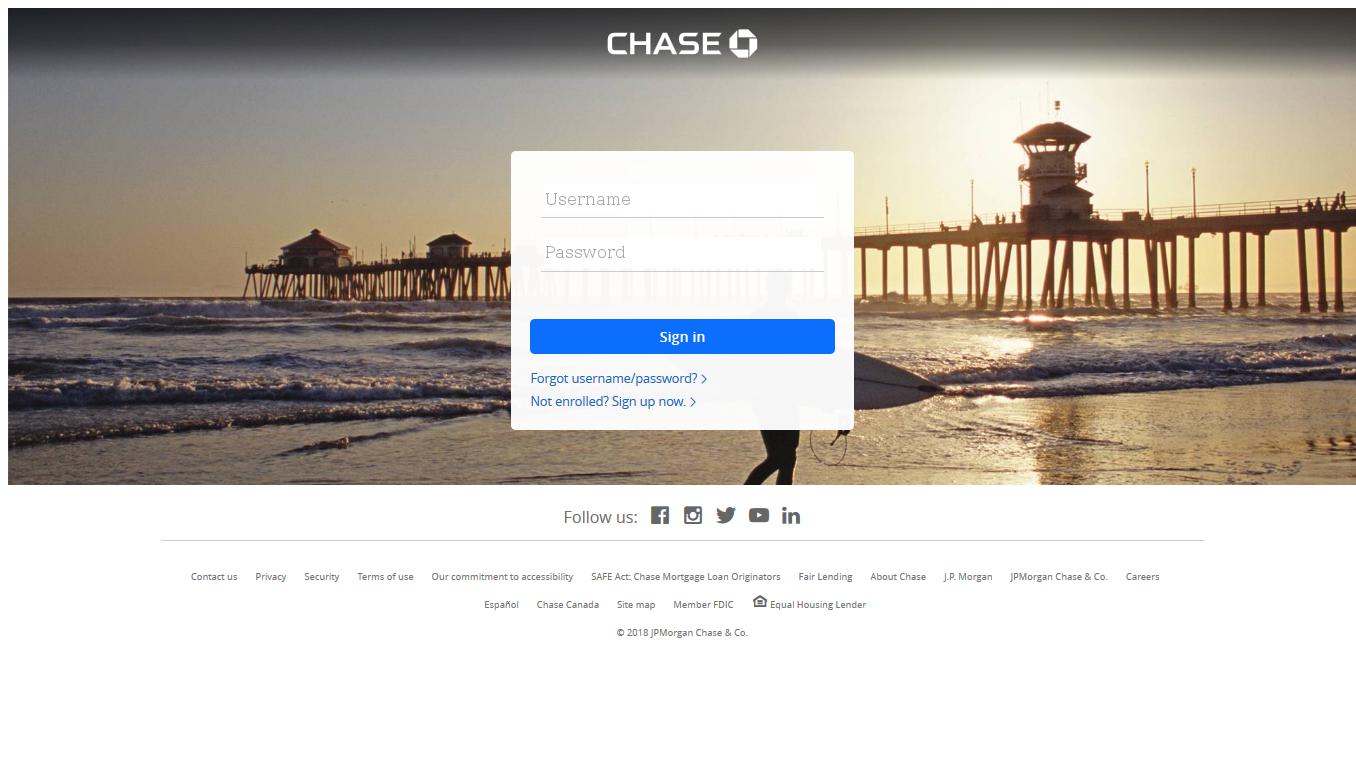 CHASE
Username
Password
Sign in
Forgot username/password?
Not enrolled? Sign up now.
Follow us:
Contact us Privacy Security Terms of use Our commitment to accessibility SAFE Act: Chase Mortgage Loan Originators Fair Lending About Chase J.P. Morgan JPMorgan Chase & Co. Careers
Español Chase Canada Site map Member FDIC Equal Housing Lender
© 2018 JPMorgan Chase & Co.